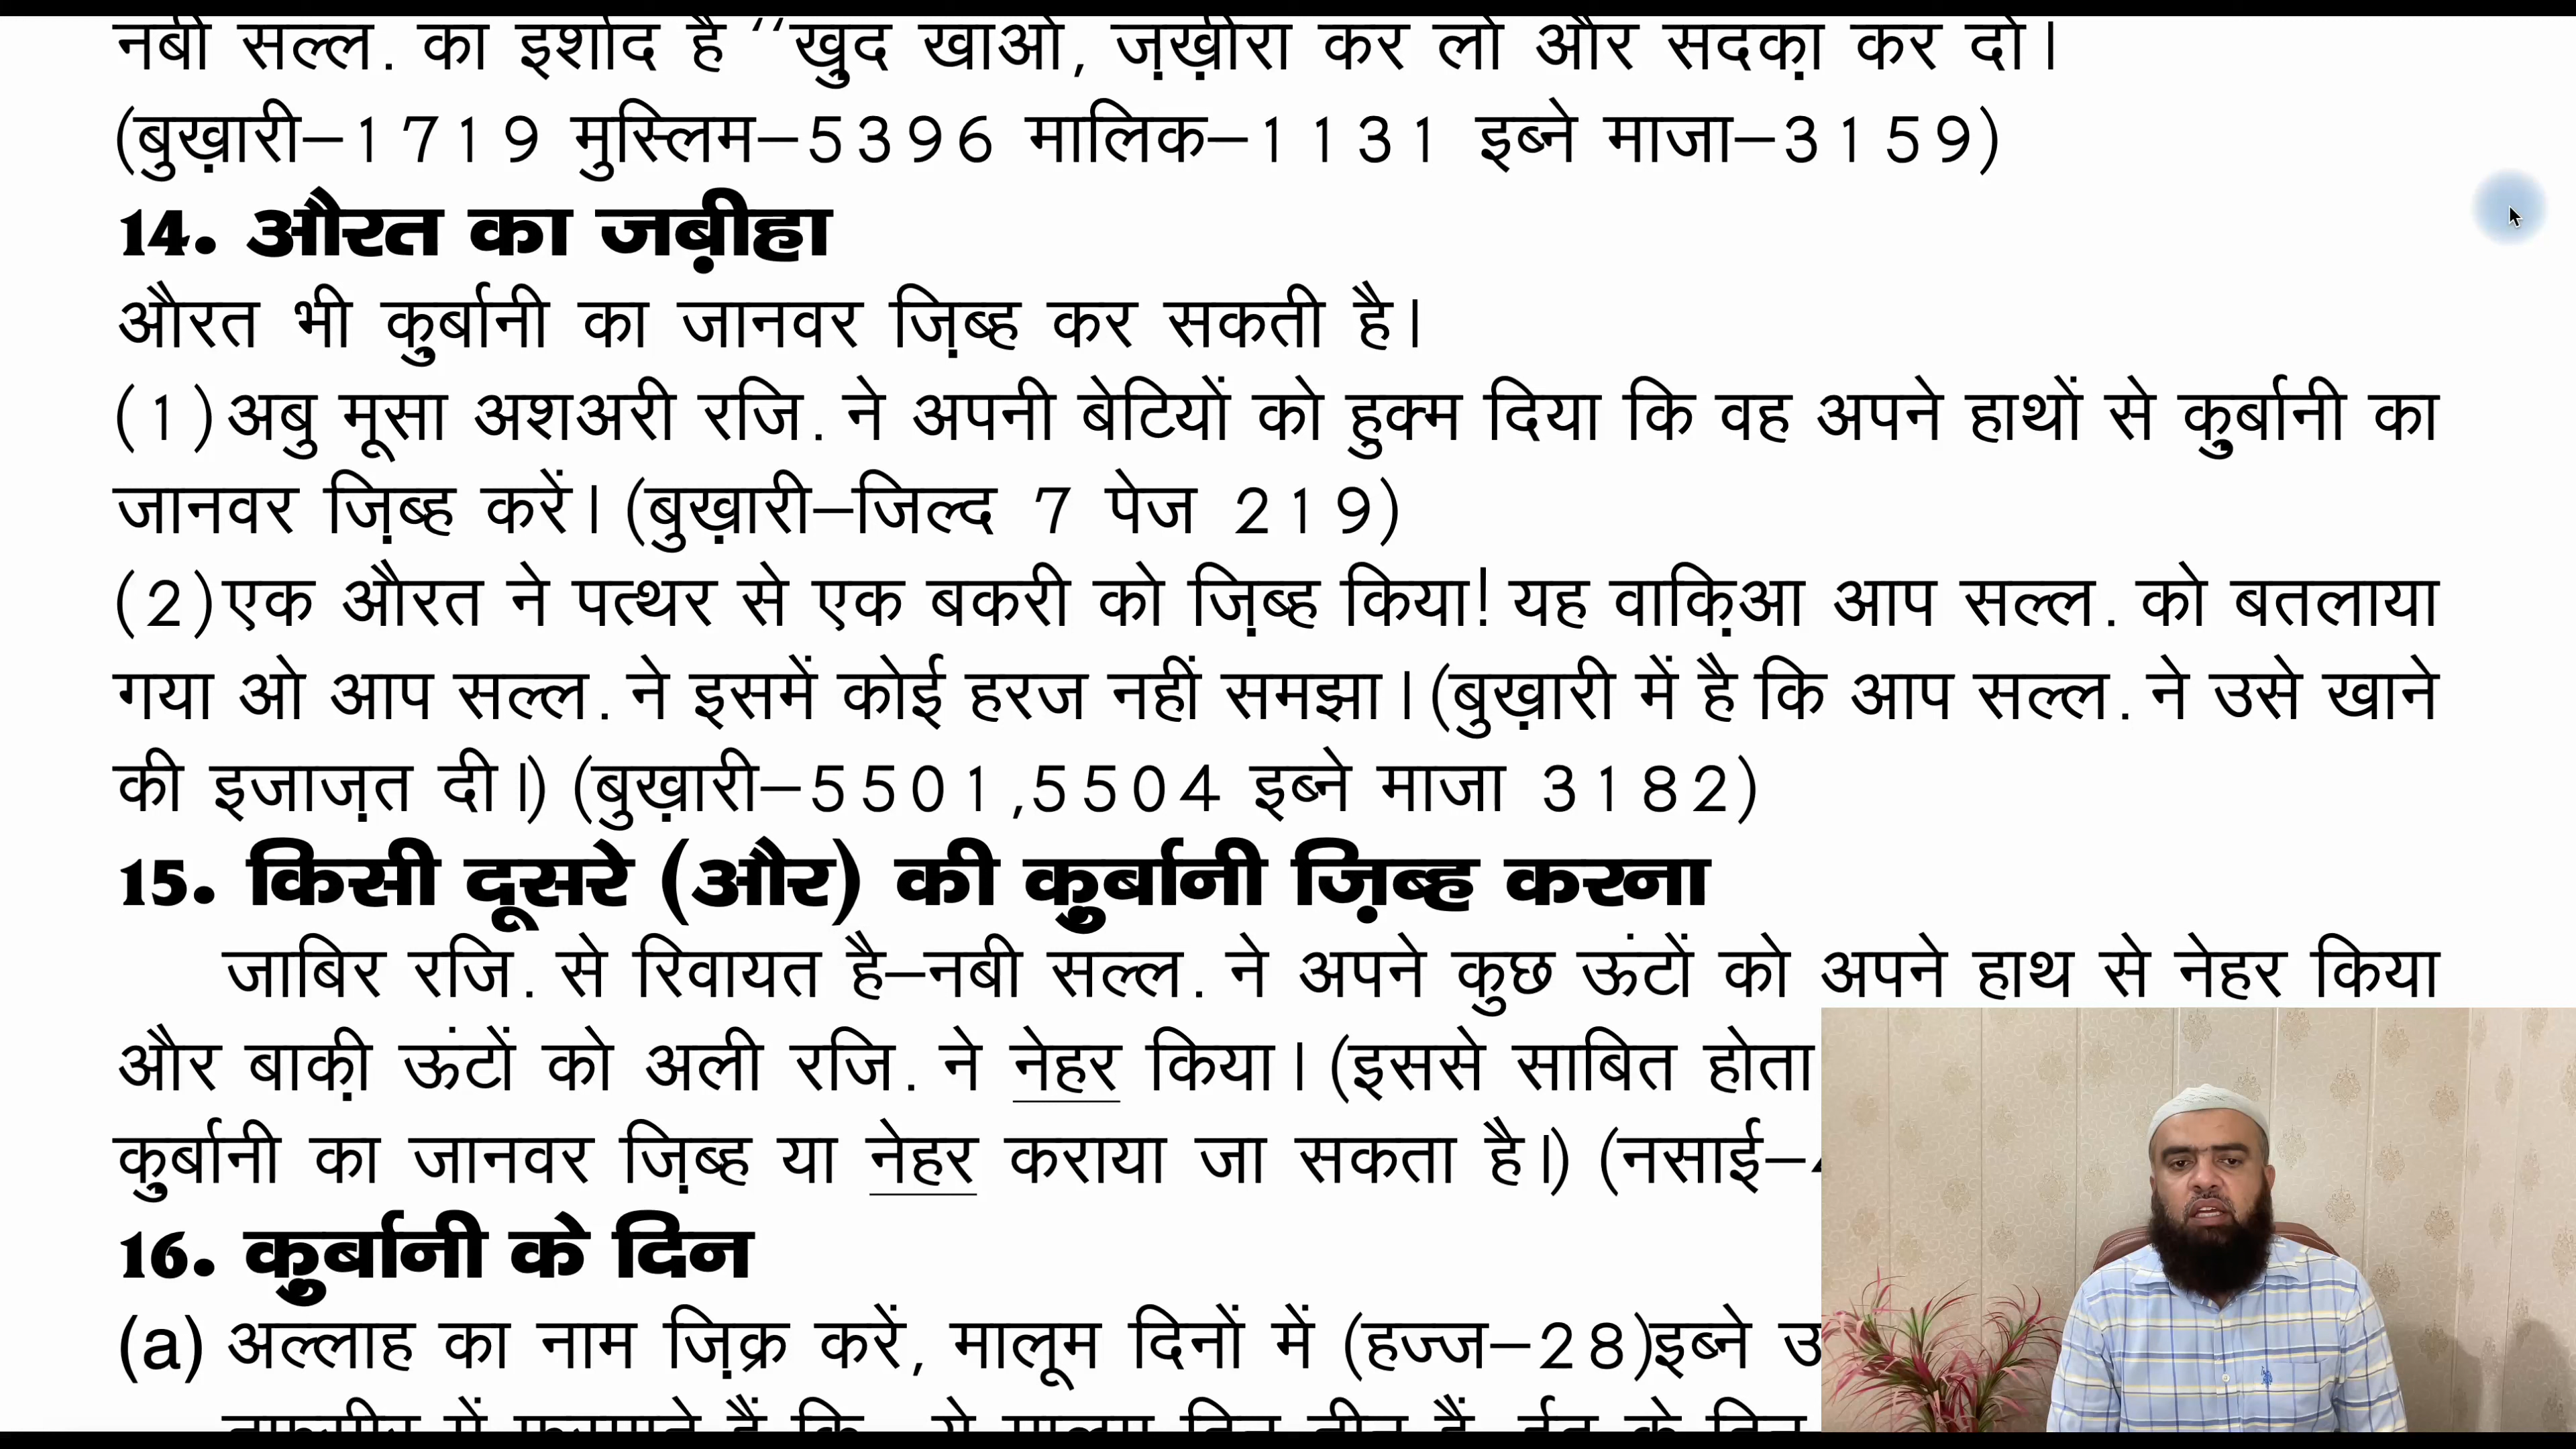 नबी सल्ल. का इर्शाद है ‘‘खु़द खाओ, ज़ख़ीरा कर लो और सदक़ा कर दो।
(बुख़ारी–1719 मुस्लिम–5396 मालिक–1131 इब्ने माजा–3159)
14. औरत का जब़ीहा
औरत भी कु़र्बानी का जानवर ज़िब्ह कर सकती है।
(1)अबु मूसा अशअरी रजि. ने अपनी बेटियों को हुक्म दिया कि वह अपने हाथों से कु़र्बानी का
जानवर ज़िब्ह करें। (बुख़ारी–जिल्द 7 पेज 219)
(2)एक औरत ने पत्थर से एक बकरी को ज़िब्ह किया! यह वाक़िआ आप सल्ल. को बतलाया
गया ओ आप सल्ल. ने इसमें कोई हरज नहीं समझा। (बुख़ारी में है कि आप सल्ल. ने उसे खाने
की इजाज़त दी।) (बुख़ारी–5501,5504 इब्ने माजा 3182)
15. किसी दूसरे (और) की कु़र्बानी ज़िब्ह करना
जाबिर रजि. से रिवायत है–नबी सल्ल. ने अपने कुछ ऊंटों को अपने हाथ से नेहर किया
और बाक़ी ऊंटों को अली रजि. ने नेहर किया। (इससे साबित होता
कु़र्बानी का जानवर ज़िब्ह या नेहर कराया जा सकता है।) (नसाई–
16. कु़र्बानी के दिन
(a) अल्लाह का नाम ज़िक्र करें, मालूम दिनों में (हज्ज–28)इब्ने